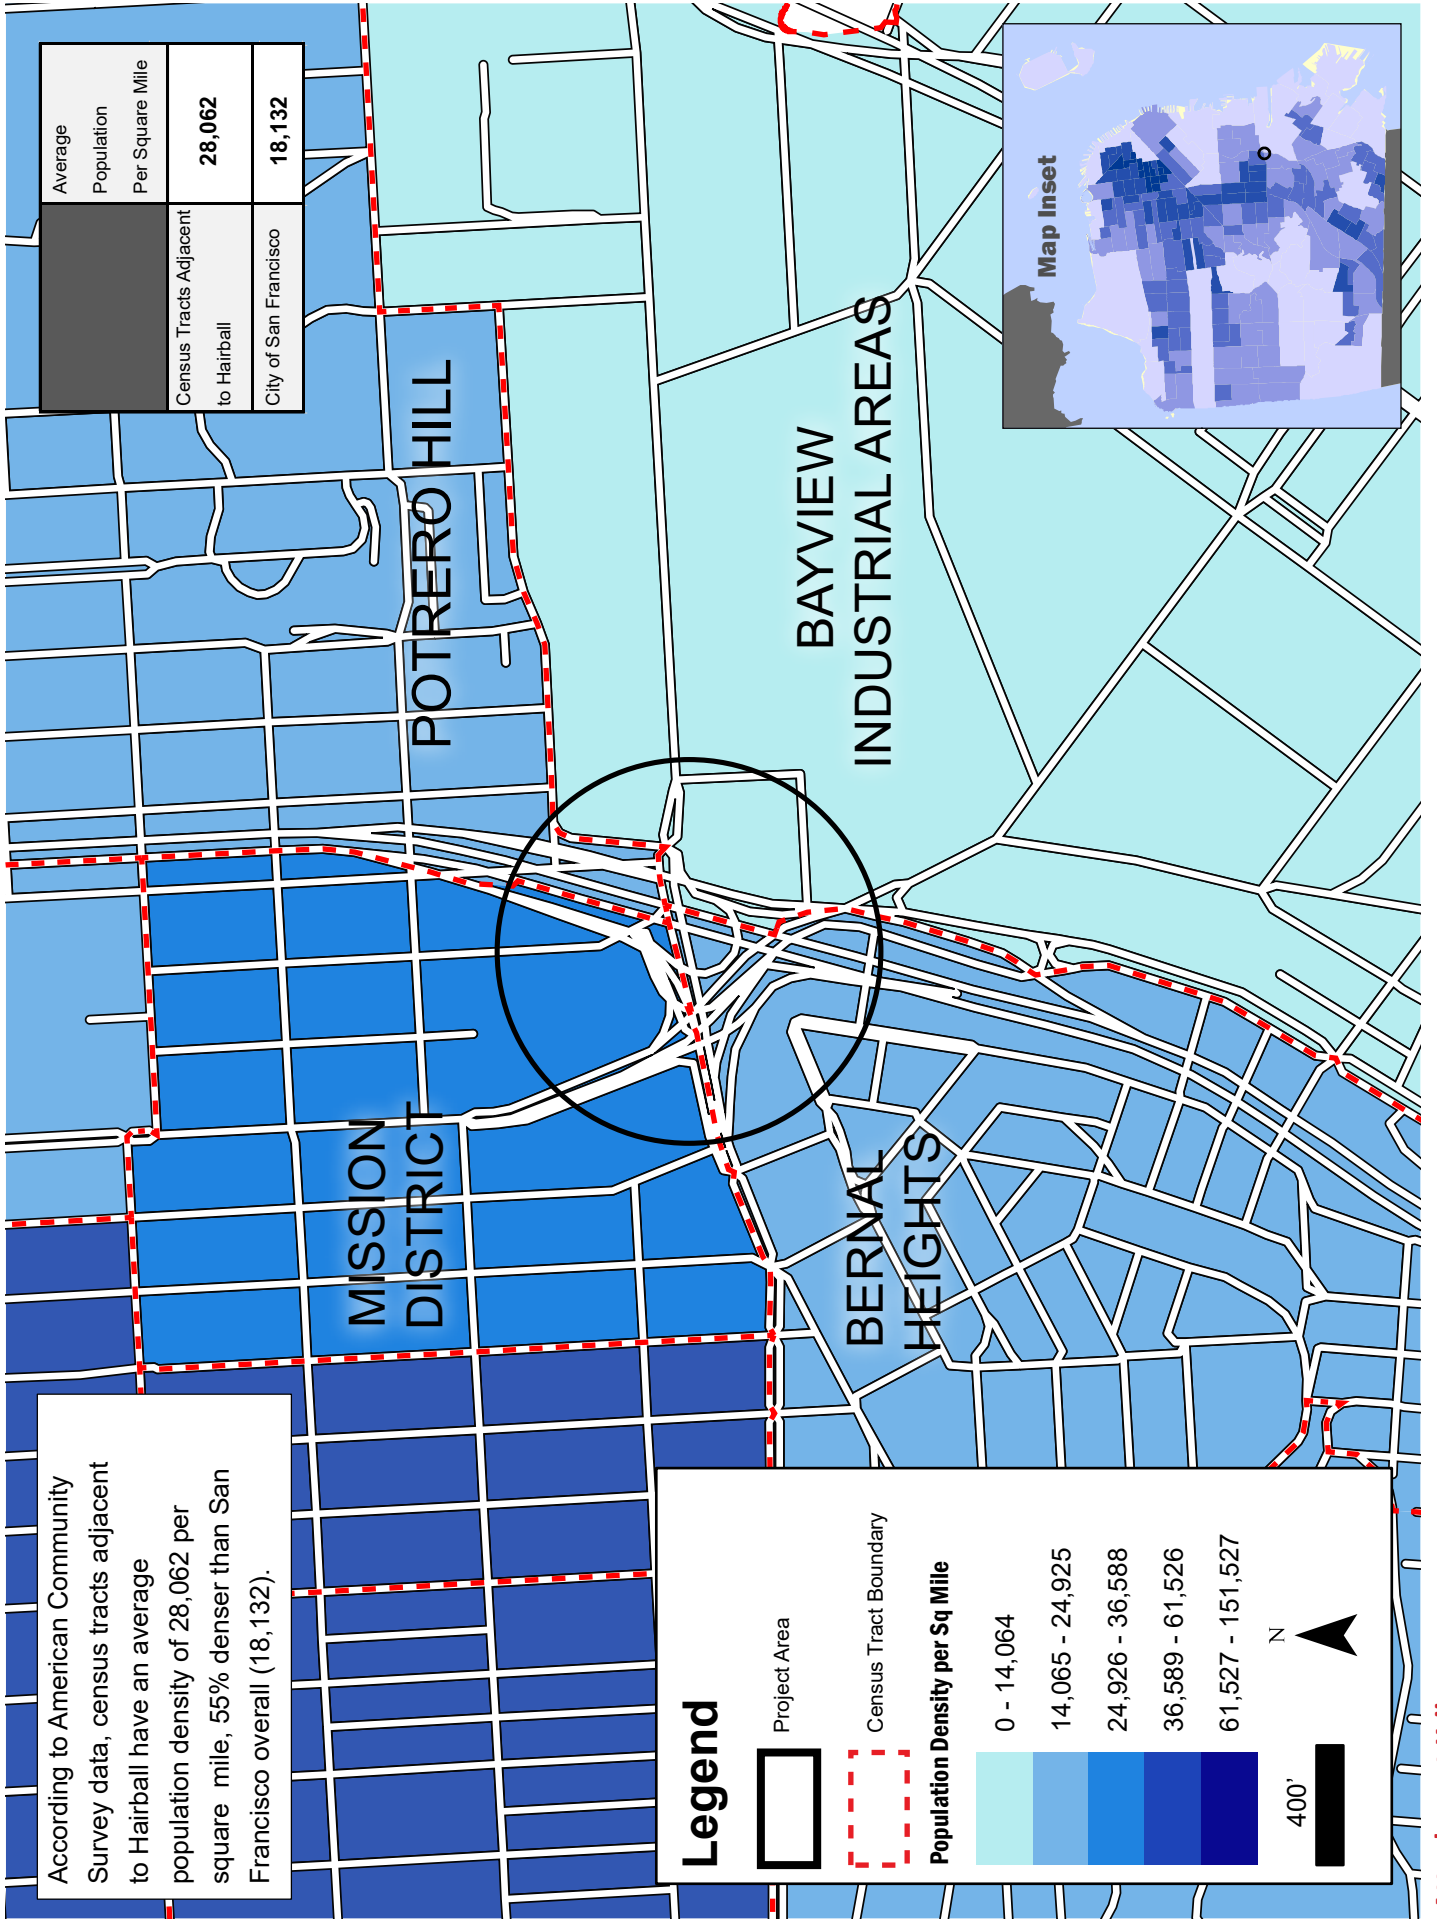 According to American Community
Survey data, census tracts adjacent
to Hairball have an average
population density of 28,062 per
square mile, 55% denser than San
Francisco overall (18,132).
Average
Population
Per Square Mile
Census Tracts Adjacent
to Hairball
28,062
City of San Francisco
18,132
MISSION
DISTRICT
POTRERO HILL
BERNAL
HEIGHTS
BAYVIEW
INDUSTRIAL AREAS
Legend
Project Area
Census Tract Boundary
Population Density per Sq Mile
0 - 14,064
14,065 - 24,925
24,926 - 36,588
36,589 - 61,526
61,527 - 151,527
400'
N
Map Inset